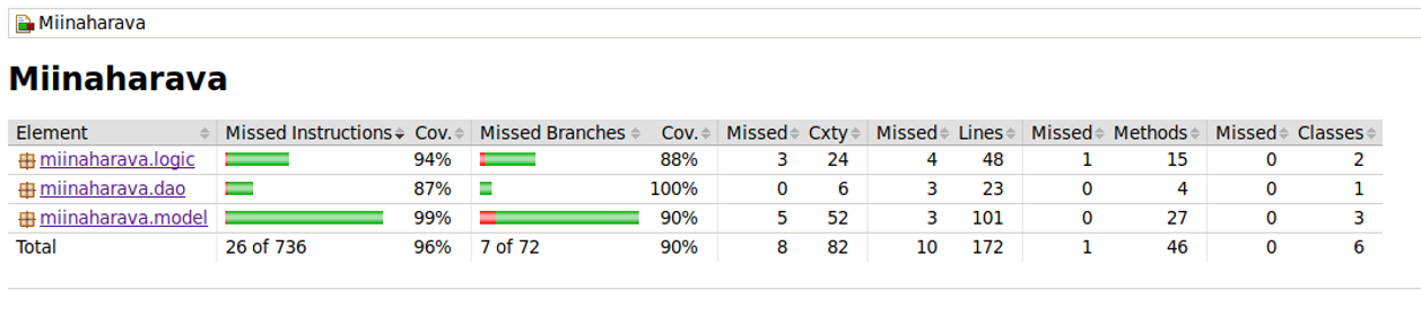 Miinaharava
Miinaharava
Element Missed Instructions Cov. Missed Branches Cov. Missed Cxty Missed Lines Missed Methods Missed Classes
miinaharava.logic 94% 88% 3 24 4 48 1 15 0 2
miinaharava.dao 87% 100% 0 6 3 23 0 4 0 1
miinaharava.model 99% 90% 5 52 3 101 0 27 0 3
Total 26 of 736 96% 7 of 72 90% 8 82 10 172 1 46 0 6